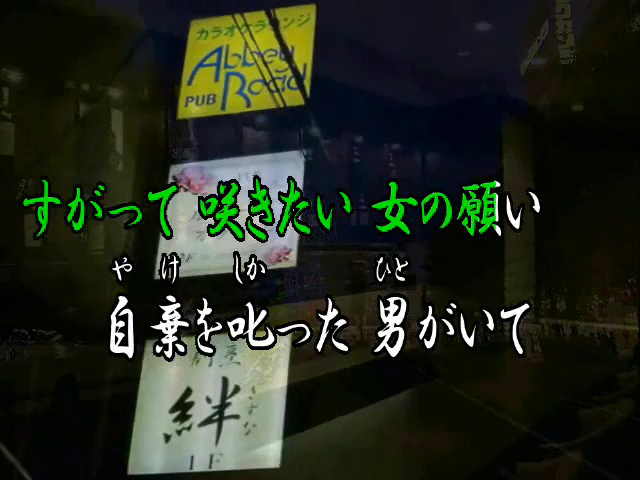 カラオケラウンジ
Abbey Road
PUB
すがって 咲きたい 女の願い
やけ しか ひと
自棄を叱った 男がいて
絆
きずな
1F